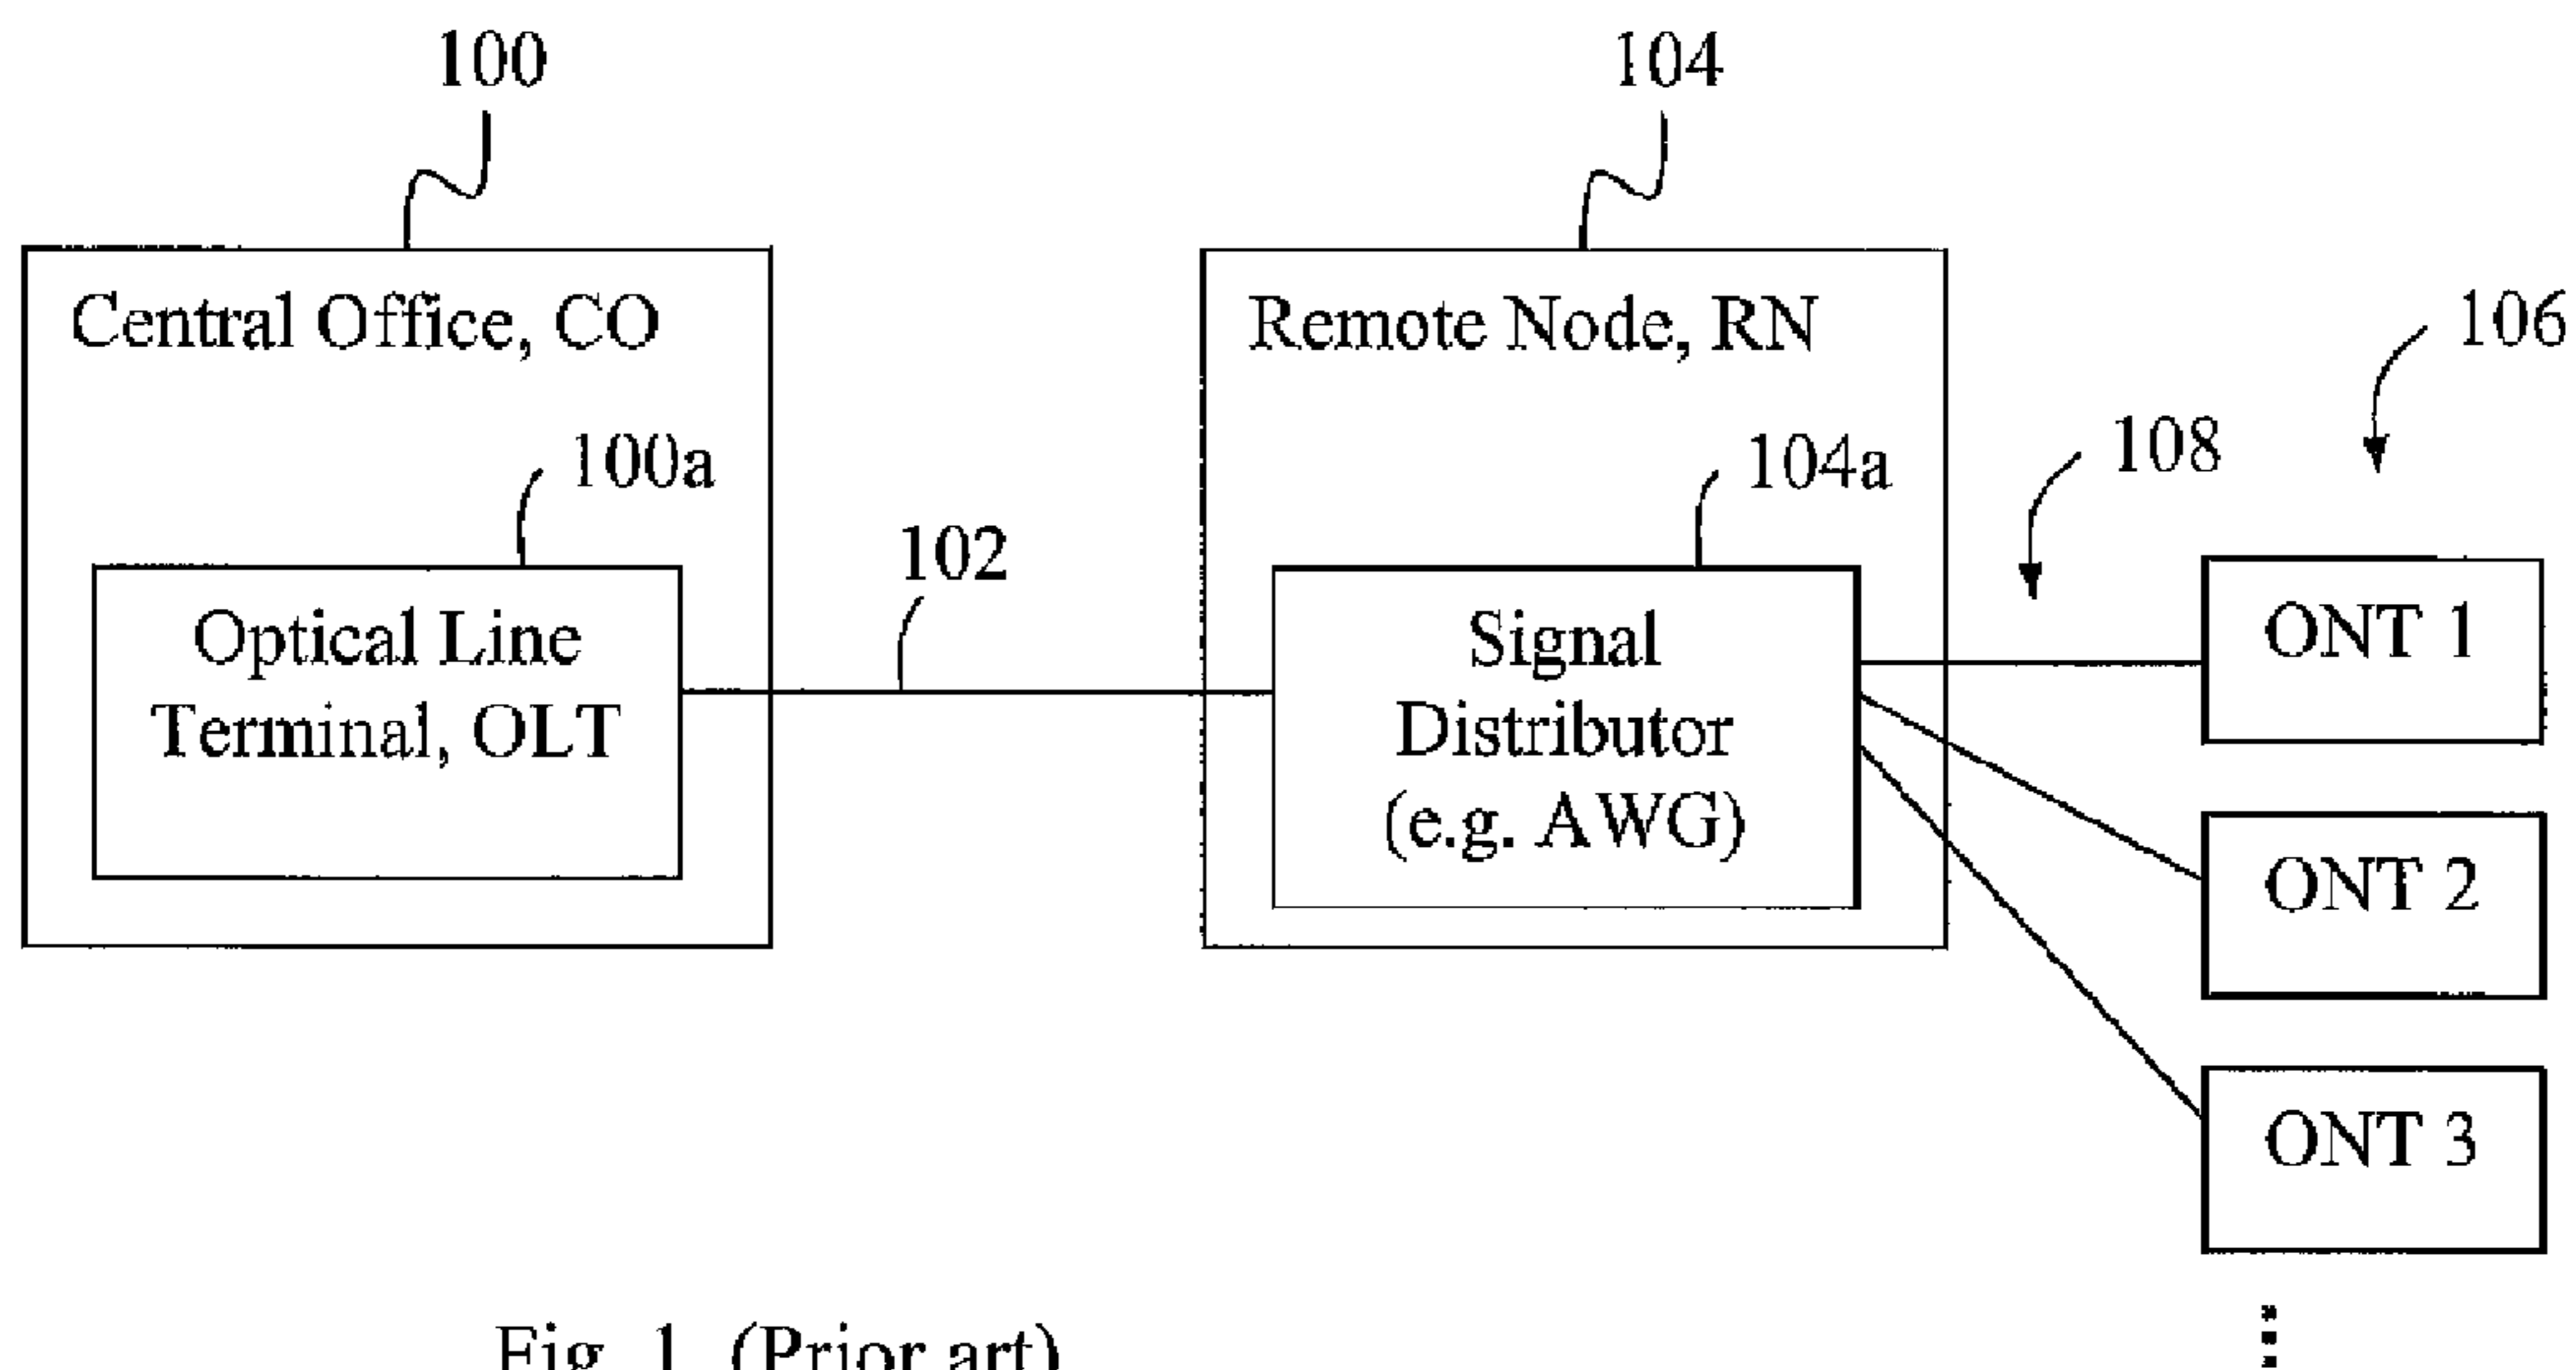 100
104
Central Office, CO
Remote Node, RN
106
100a
104a
108
102
Optical Line
Terminal, OLT
Signal
Distributor
(e.g. AWG)
ONT 1
ONT 2
ONT 3
Fig. 1 (Prior art)